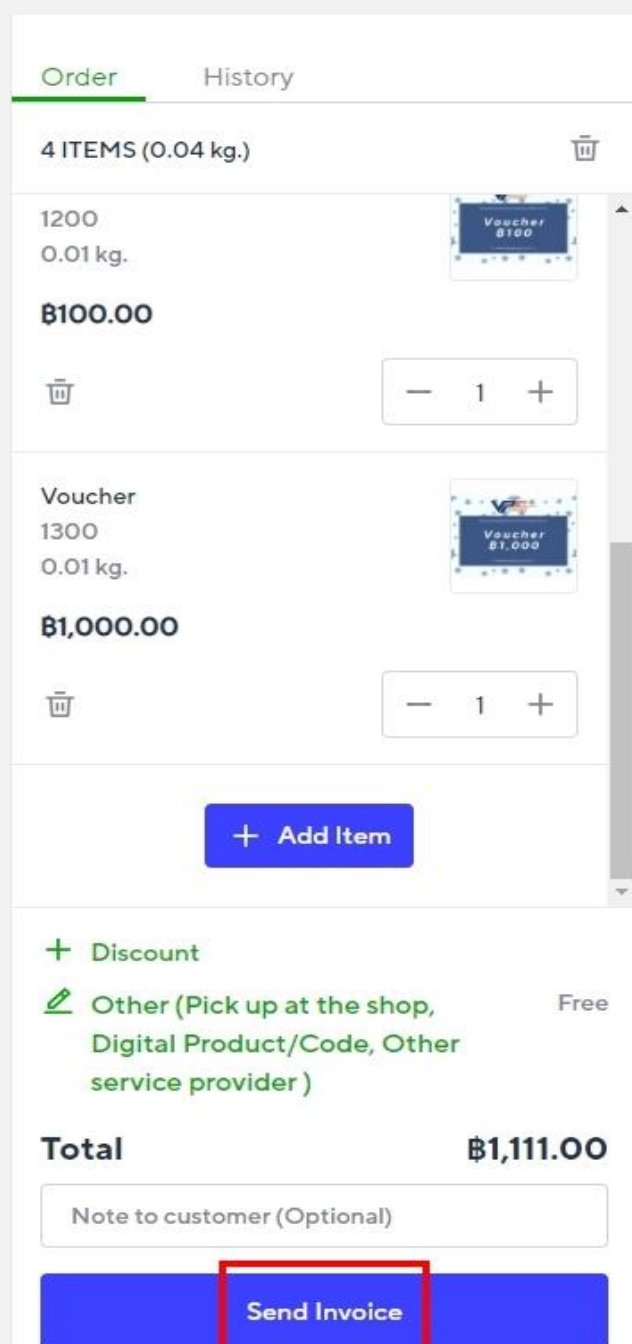 Order History
4 ITEMS (0.04 kg.)
1200
0.01 kg.
Voucher
฿100
฿100.00
1
Voucher
1300
0.01 kg.
Voucher
฿1,000
฿1,000.00
1
+ Add Item
+ Discount
Other (Pick up at the shop,
Digital Product/Code, Other
service provider )
Free
Total ฿1,111.00
Note to customer (Optional)
Send Invoice